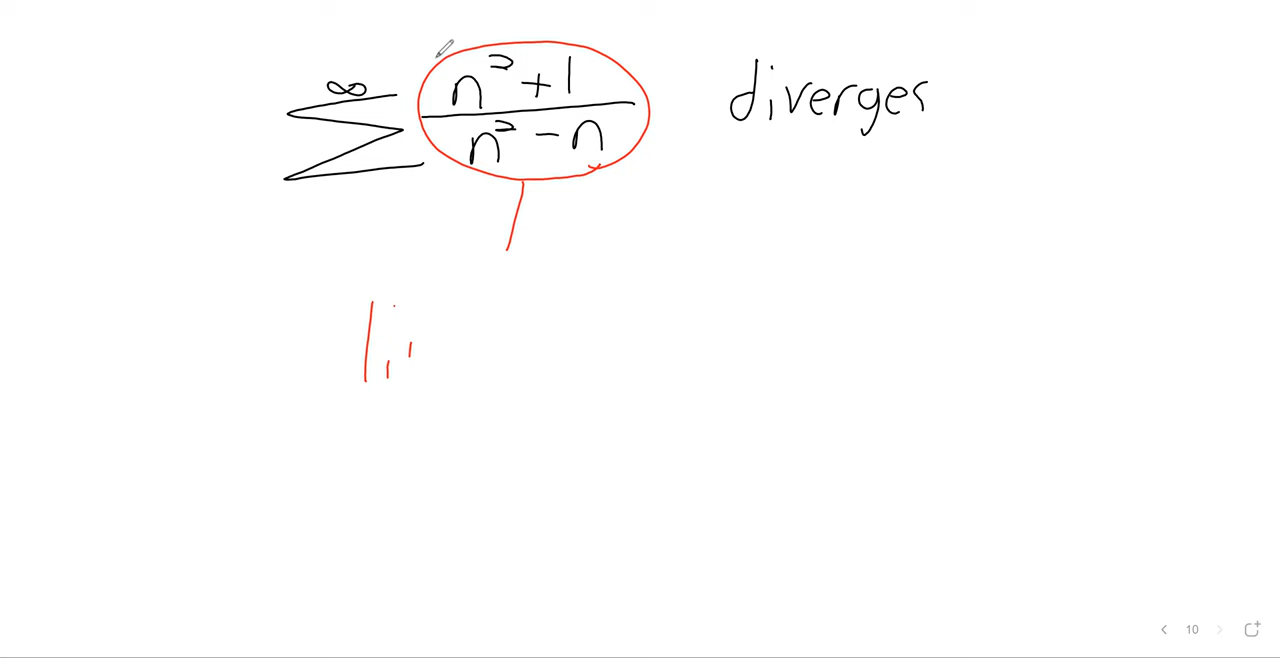 ∞
∑ (n² + 1)/(n² − n) diverges
10